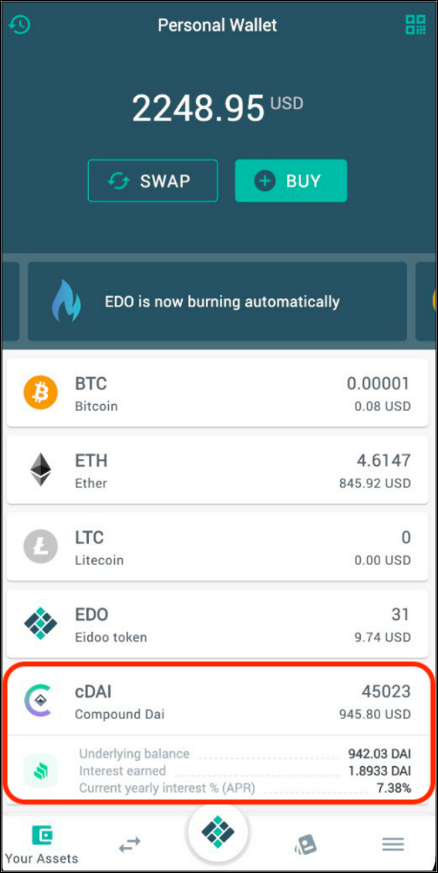 Personal Wallet
2248.95 USD
SWAP
BUY
EDO is now burning automatically
BTC 0.00001
Bitcoin 0.08 USD
ETH 4.6147
Ether 845.92 USD
LTC 0
Litecoin 0.00 USD
EDO 31
Eidoo token 9.74 USD
cDAI 45023
Compound Dai 945.80 USD
Underlying balance 942.03 DAI
Interest earned 1.8933 DAI
Current yearly interest % (APR) 7.38%
Your Assets